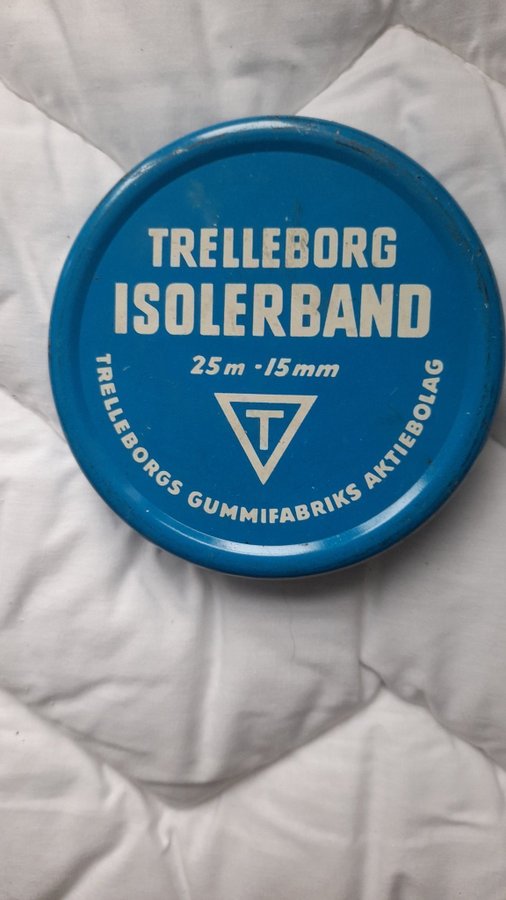 TRELLEBORG
ISOLERBAND
25m - 15mm
T
TRELLEBORGS GUMMIFABRIKS AKTIEBOLAG